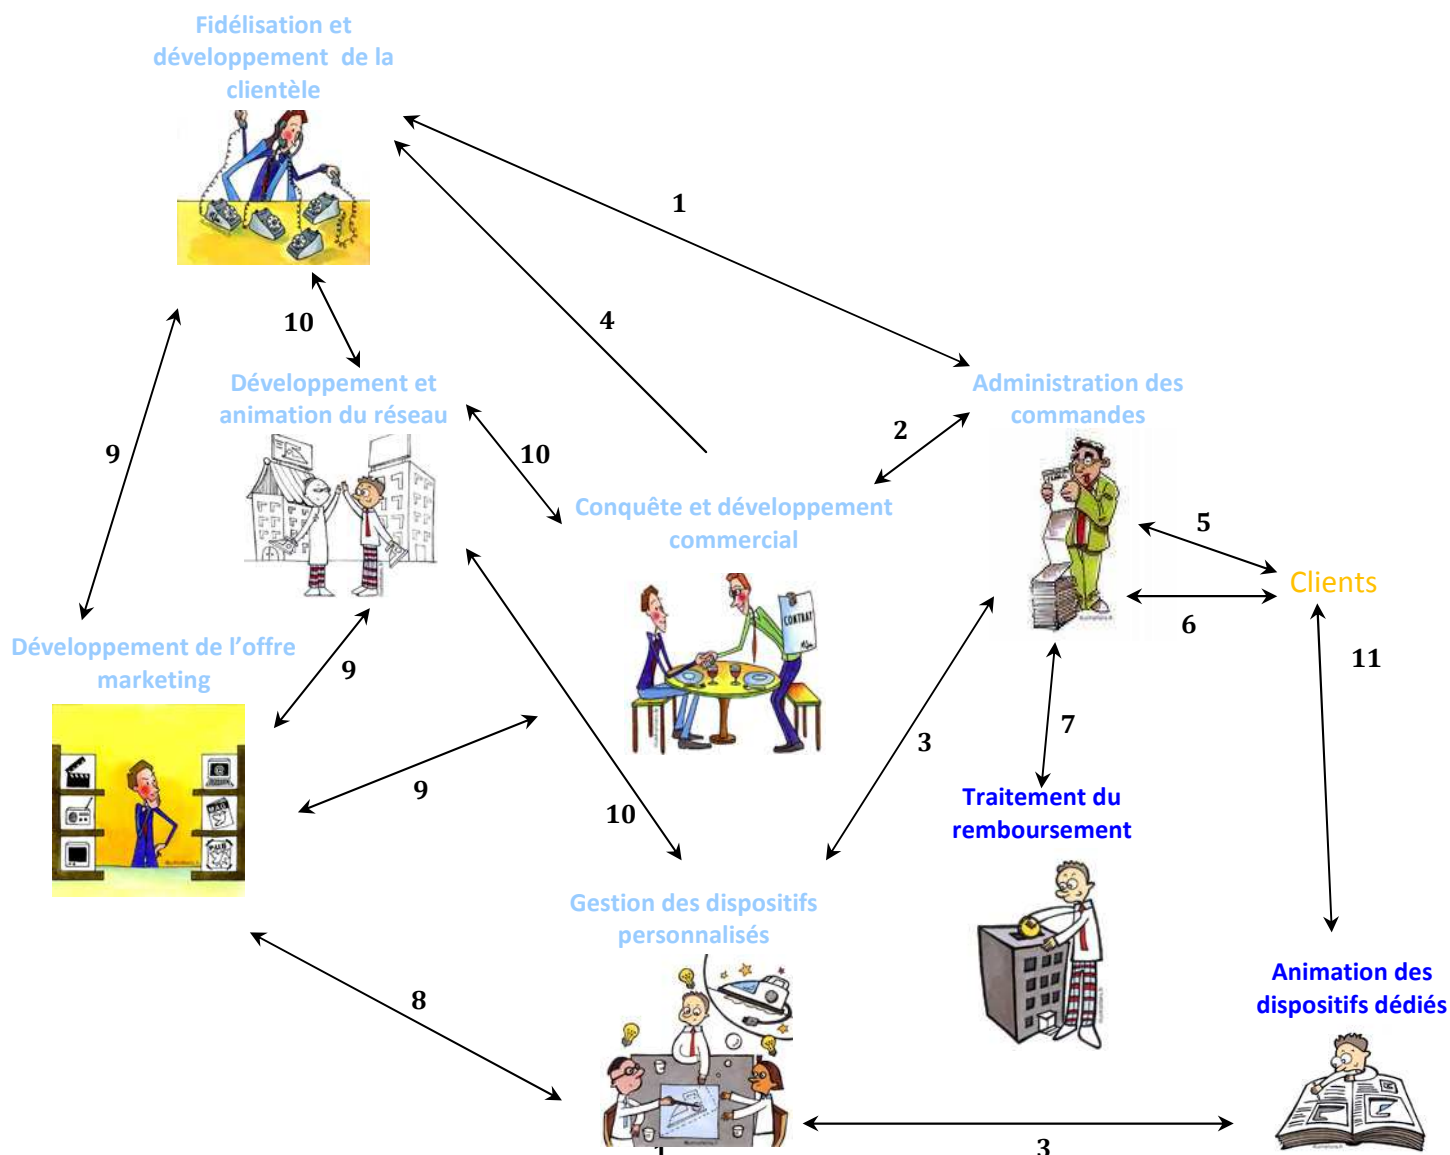 Fidélisation et
développement de la
clientèle
1
4
10
Développement et
animation du réseau
Administration des
commandes
9
10
2
Conquête et développement
commercial
5
Clients
CONTRAT
6
Développement de l'offre
marketing
9
11
7
3
9
Traitement du
remboursement
10
Gestion des dispositifs
personnalisés
Animation des
dispositifs dédiés
8
3
1